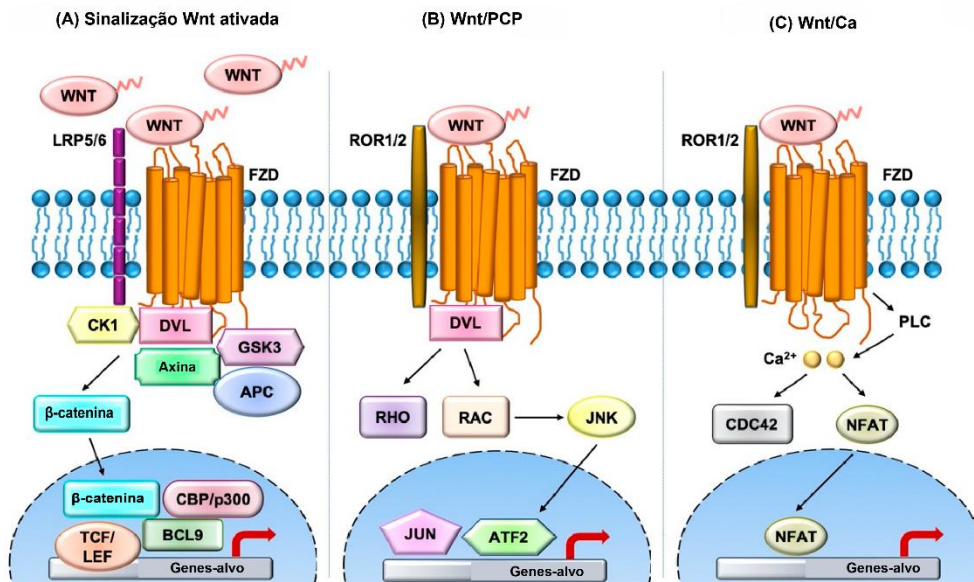 (A) Sinalização Wnt ativada
WNT
WNT
WNT
LRP5/6
FZD
CK1
DVL
GSK3
Axina
APC
β-catenina
β-catenina
CBP/p300
TCF/
LEF
BCL9
Genes-alvo
(B) Wnt/PCP
ROR1/2
WNT
FZD
DVL
RHO
RAC
JNK
JUN
ATF2
Genes-alvo
(C) Wnt/Ca
ROR1/2
WNT
FZD
PLC
Ca²⁺
CDC42
NFAT
NFAT
Genes-alvo